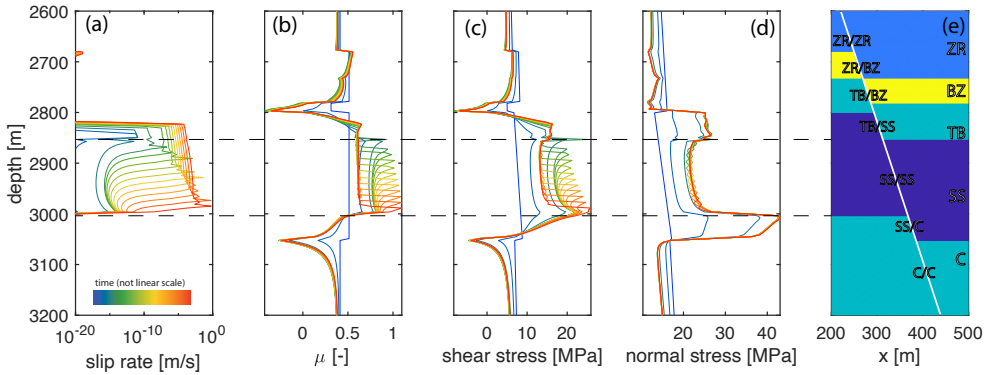 (a)
(b)
(c)
(d)
(e)
2600
2700
2800
2900
3000
3100
3200
depth [m]
time (not linear scale)
10^-20
10^-10
10^0
slip rate [m/s]
0
0.5
1
μ [-]
0
10
20
shear stress [MPa]
20
30
40
normal stress [MPa]
ZR/ZR
ZR
ZR/BZ
BZ
TB/BZ
TB/SS
TB
SS/SS
SS
SS/C
C
C/C
200
300
400
500
x [m]